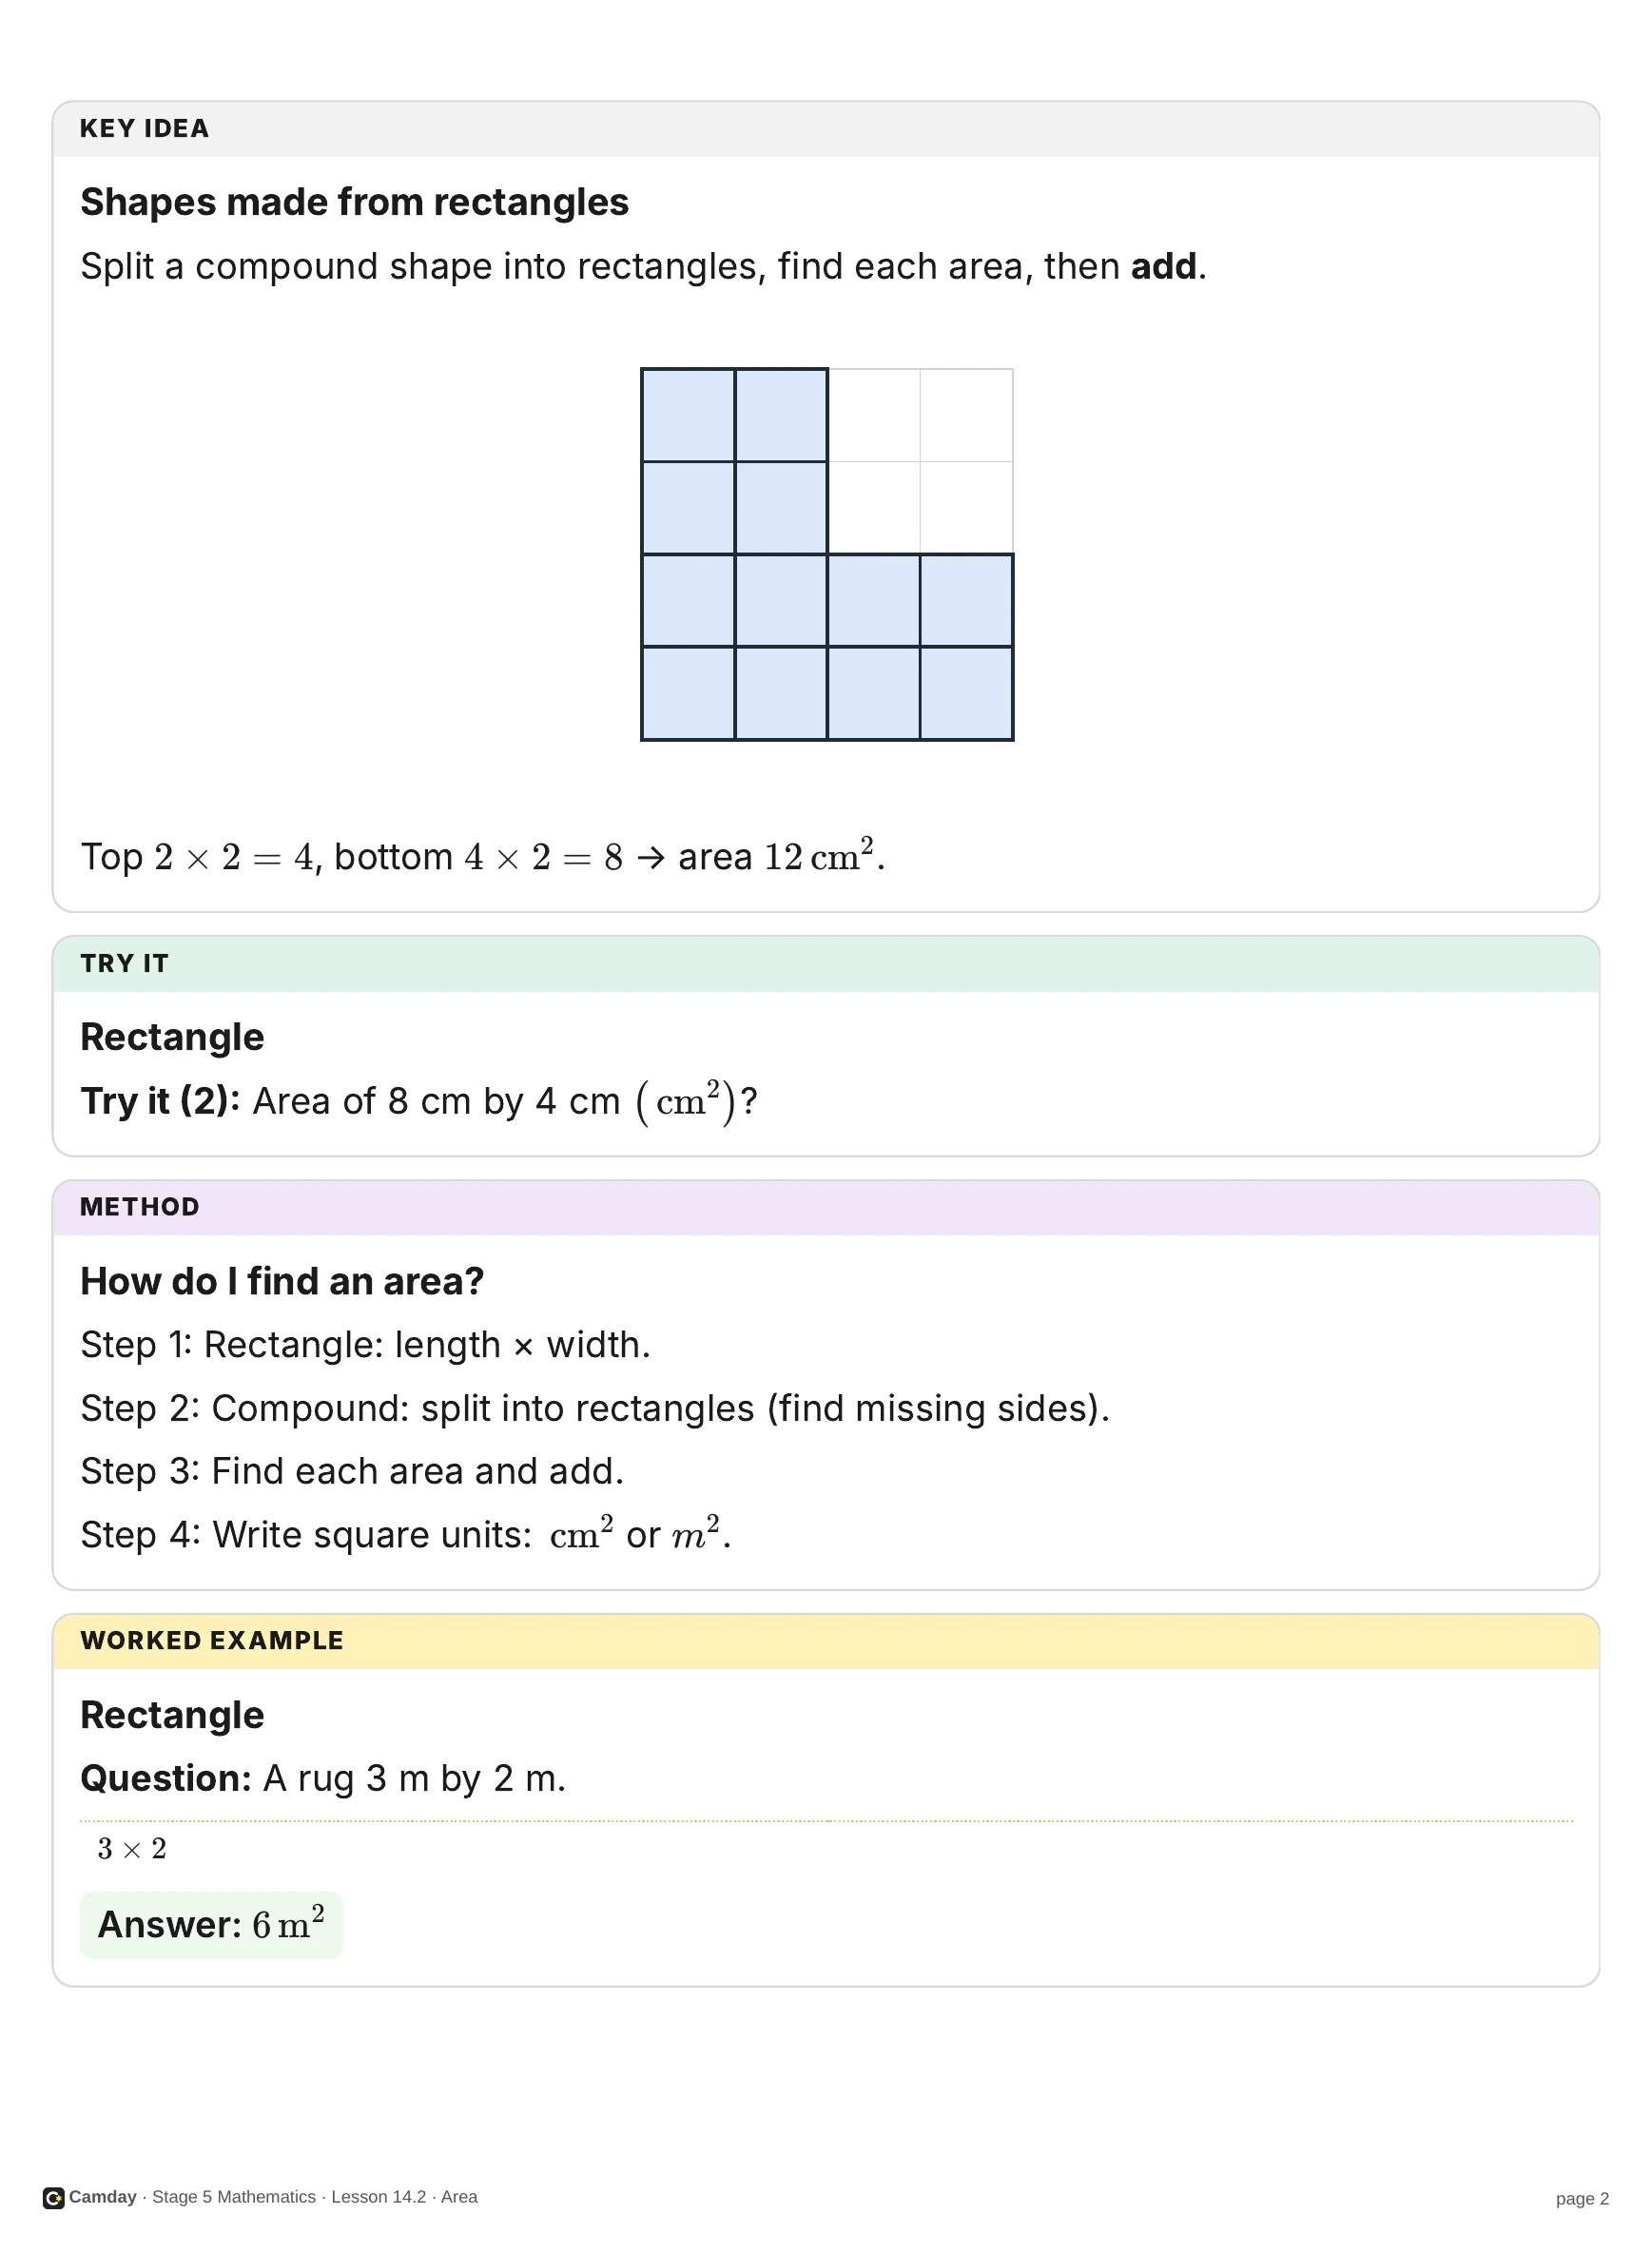 KEY IDEA
Shapes made from rectangles
Split a compound shape into rectangles, find each area, then add.
Top 2 × 2 = 4, bottom 4 × 2 = 8 → area 12 cm².
TRY IT
Rectangle
Try it (2): Area of 8 cm by 4 cm (cm²)?
METHOD
How do I find an area?
Step 1: Rectangle: length × width.
Step 2: Compound: split into rectangles (find missing sides).
Step 3: Find each area and add.
Step 4: Write square units: cm² or m².
WORKED EXAMPLE
Rectangle
Question: A rug 3 m by 2 m.
3 × 2
Answer: 6 m²
Camday · Stage 5 Mathematics · Lesson 14.2 · Area
page 2